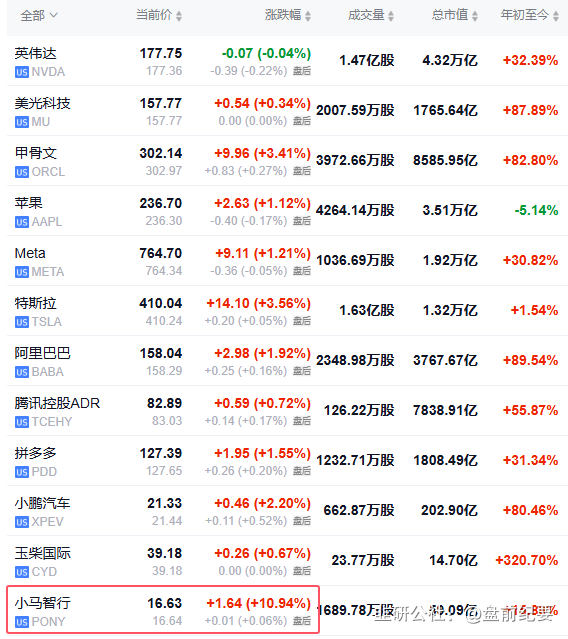 全部 当前价 涨跌幅 成交量 总市值 年初至今
英伟达 177.75 -0.07 (-0.04%) 1.47亿股 4.32万亿 +32.39%
US NVDA 177.36 -0.39 (-0.22%) 盘后
美光科技 157.77 +0.54 (+0.34%) 2007.59万股 1765.64亿 +87.89%
US MU 157.77 0.00 (0.00%) 盘后
甲骨文 302.14 +9.96 (+3.41%) 3972.66万股 8585.95亿 +82.80%
US ORCL 302.97 +0.83 (+0.27%) 盘后
苹果 236.70 +2.63 (+1.12%) 4264.14万股 3.51万亿 -5.14%
US AAPL 236.30 -0.40 (-0.17%) 盘后
Meta 764.70 +9.11 (+1.21%) 1036.69万股 1.92万亿 +30.82%
US META 764.34 -0.36 (-0.05%) 盘后
特斯拉 410.04 +14.10 (+3.56%) 1.63亿股 1.32万亿 +1.54%
US TSLA 410.24 +0.20 (+0.05%) 盘后
阿里巴巴 158.04 +2.98 (+1.92%) 2348.98万股 3767.67亿 +89.54%
US BABA 158.29 +0.25 (+0.16%) 盘后
腾讯控股ADR 82.89 +0.59 (+0.72%) 126.22万股 7838.91亿 +55.87%
US TCEHY 83.03 +0.14 (+0.17%) 盘后
拼多多 127.39 +1.95 (+1.55%) 1232.71万股 1808.49亿 +31.34%
US PDD 127.65 +0.26 (+0.20%) 盘后
小鹏汽车 21.33 +0.46 (+2.20%) 662.87万股 202.90亿 +80.46%
US XPEV 21.44 +0.11 (+0.52%) 盘后
玉柴国际 39.18 +0.26 (+0.67%) 23.77万股 14.70亿 +320.70%
US CYD 39.18 0.00 (0.00%) 盘后
小马智行 16.63 +1.64 (+10.94%) 1689.78万股
US PONY 16.64 +0.01 (+0.06%) 盘后
韭研公社：@盘前纪要